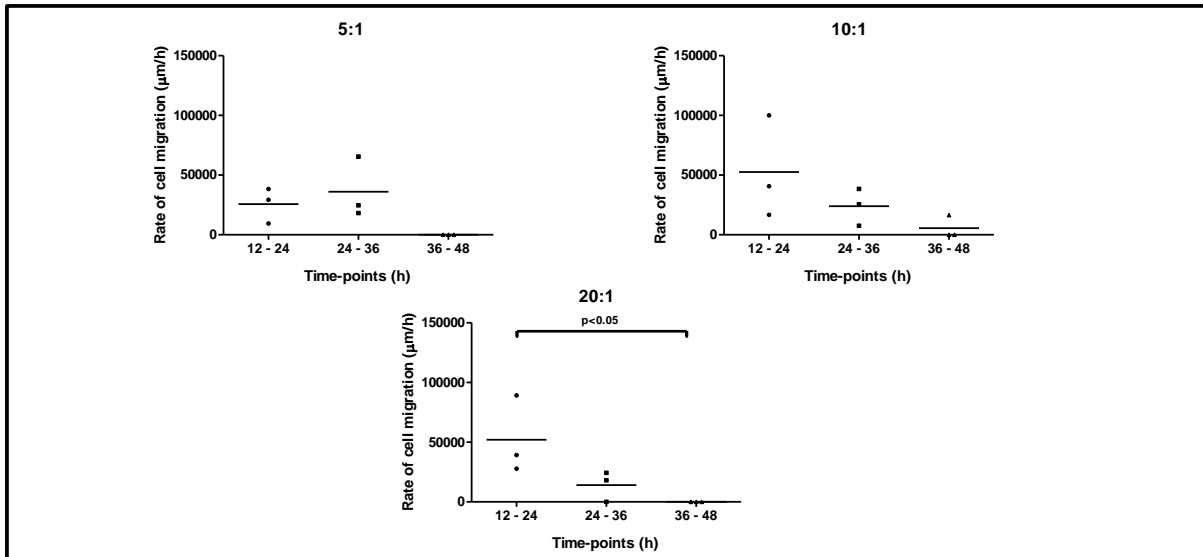 5:1
150000
100000
50000
0
Rate of cell migration (µm/h)
12 - 24 24 - 36 36 - 48
Time-points (h)
10:1
150000
100000
50000
0
Rate of cell migration (µm/h)
12 - 24 24 - 36 36 - 48
Time-points (h)
20:1
p<0.05
150000
100000
50000
0
Rate of cell migration (µm/h)
12 - 24 24 - 36 36 - 48
Time-points (h)